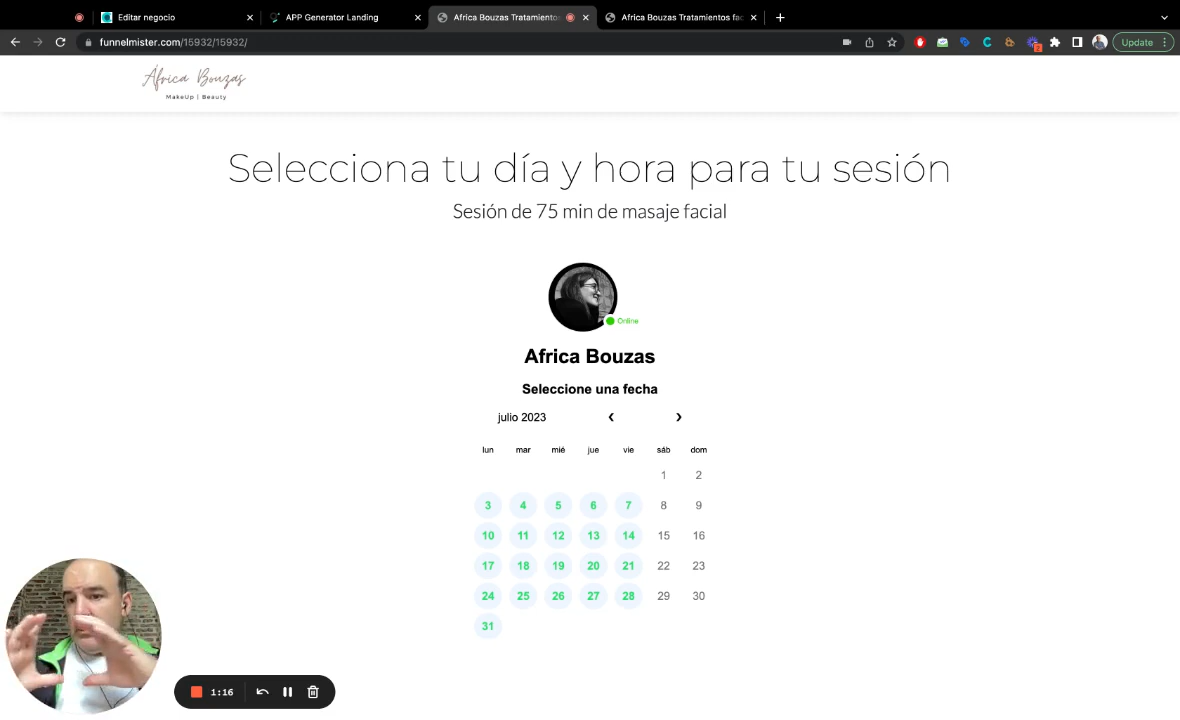 Editar negocio
APP Generator Landing
Africa Bouzas Tratamiento
Africa Bouzas Tratamientos fac
funnelmister.com/15932/15932/
2
Update
Africa Bouzas
MakeUp | Beauty
Selecciona tu día y hora para tu sesión
Sesión de 75 min de masaje facial
Online
Africa Bouzas
Seleccione una fecha
julio 2023
lun mar mié jue vie sáb dom
1 2
3 4 5 6 7 8 9
10 11 12 13 14 15 16
17 18 19 20 21 22 23
24 25 26 27 28 29 30
31
1:16